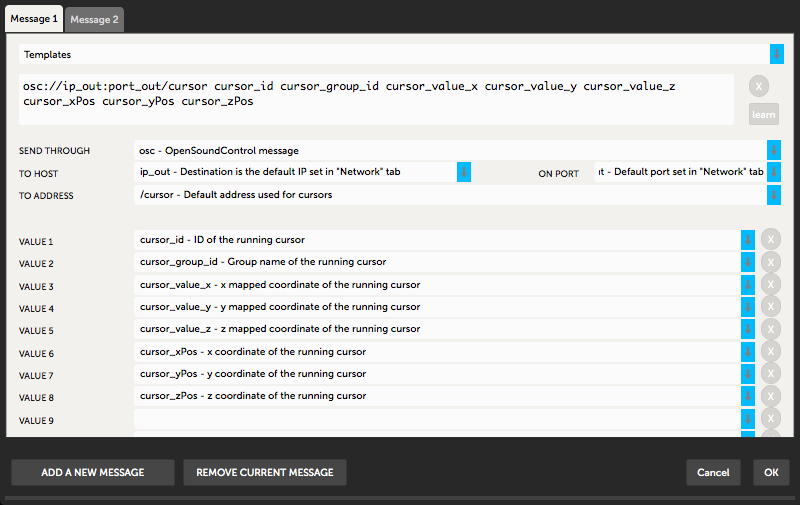 Message 1 Message 2
Templates
osc://ip_out:port_out/cursor cursor_id cursor_group_id cursor_value_x cursor_value_y cursor_value_z
cursor_xPos cursor_yPos cursor_zPos
X
learn
SEND THROUGH osc - OpenSoundControl message
TO HOST ip_out - Destination is the default IP set in "Network" tab ON PORT ıt - Default port set in "Network" tab
TO ADDRESS /cursor - Default address used for cursors
VALUE 1 cursor_id - ID of the running cursor X
VALUE 2 cursor_group_id - Group name of the running cursor X
VALUE 3 cursor_value_x - x mapped coordinate of the running cursor X
VALUE 4 cursor_value_y - y mapped coordinate of the running cursor X
VALUE 5 cursor_value_z - z mapped coordinate of the running cursor X
VALUE 6 cursor_xPos - x coordinate of the running cursor X
VALUE 7 cursor_yPos - y coordinate of the running cursor X
VALUE 8 cursor_zPos - z coordinate of the running cursor X
VALUE 9 X
ADD A NEW MESSAGE REMOVE CURRENT MESSAGE Cancel OK